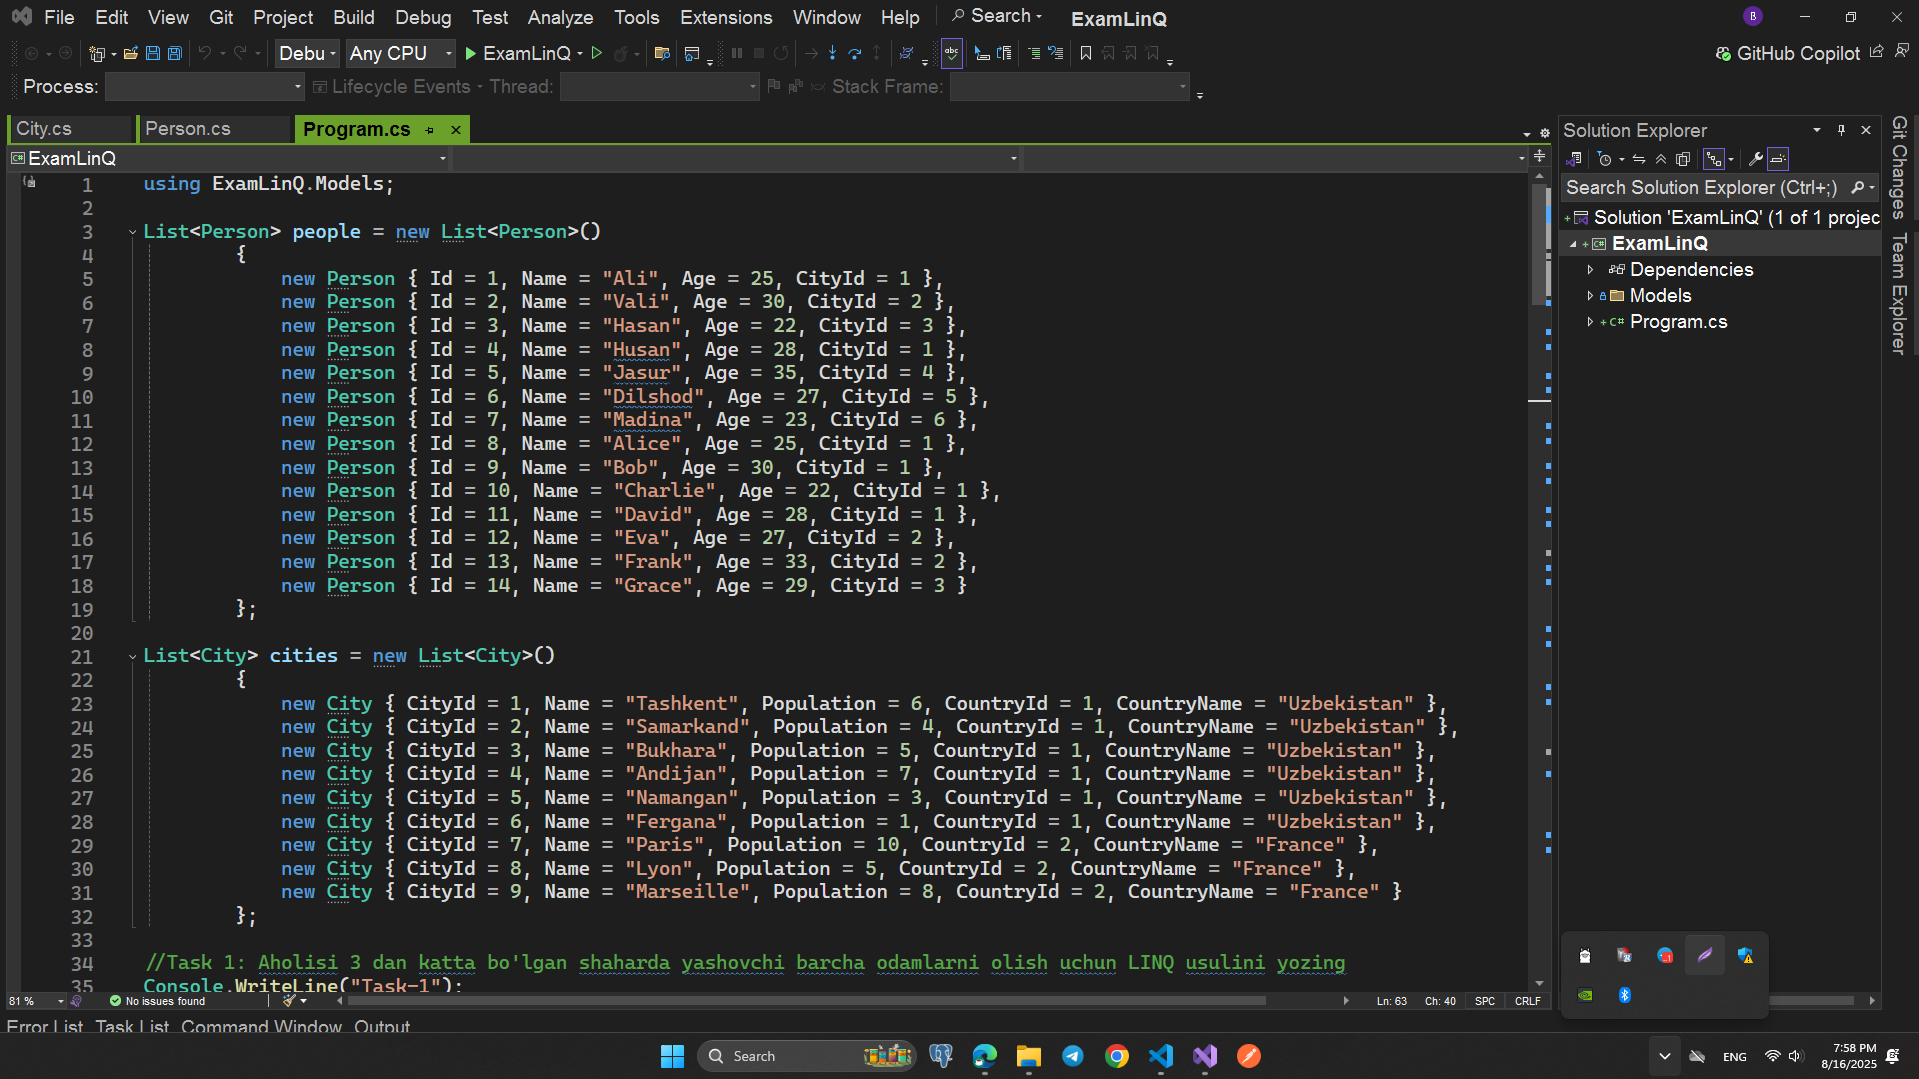 File Edit View Git Project Build Debug Test Analyze Tools Extensions Window Help Search ExamLinQ
Debu Any CPU ExamLinQ GitHub Copilot
Process: Lifecycle Events Thread: Stack Frame:
City.cs Person.cs Program.cs
ExamLinQ
1 using ExamLinQ.Models;
2
3 List<Person> people = new List<Person>()
4 {
5 new Person { Id = 1, Name = "Ali", Age = 25, CityId = 1 },
6 new Person { Id = 2, Name = "Vali", Age = 30, CityId = 2 },
7 new Person { Id = 3, Name = "Hasan", Age = 22, CityId = 3 },
8 new Person { Id = 4, Name = "Husan", Age = 28, CityId = 1 },
9 new Person { Id = 5, Name = "Jasur", Age = 35, CityId = 4 },
10 new Person { Id = 6, Name = "Dilshod", Age = 27, CityId = 5 },
11 new Person { Id = 7, Name = "Madina", Age = 23, CityId = 6 },
12 new Person { Id = 8, Name = "Alice", Age = 25, CityId = 1 },
13 new Person { Id = 9, Name = "Bob", Age = 30, CityId = 1 },
14 new Person { Id = 10, Name = "Charlie", Age = 22, CityId = 1 },
15 new Person { Id = 11, Name = "David", Age = 28, CityId = 1 },
16 new Person { Id = 12, Name = "Eva", Age = 27, CityId = 2 },
17 new Person { Id = 13, Name = "Frank", Age = 33, CityId = 2 },
18 new Person { Id = 14, Name = "Grace", Age = 29, CityId = 3 }
19 };
20
21 List<City> cities = new List<City>()
22 {
23 new City { CityId = 1, Name = "Tashkent", Population = 6, CountryId = 1, CountryName = "Uzbekistan" },
24 new City { CityId = 2, Name = "Samarkand", Population = 4, CountryId = 1, CountryName = "Uzbekistan" },
25 new City { CityId = 3, Name = "Bukhara", Population = 5, CountryId = 1, CountryName = "Uzbekistan" },
26 new City { CityId = 4, Name = "Andijan", Population = 7, CountryId = 1, CountryName = "Uzbekistan" },
27 new City { CityId = 5, Name = "Namangan", Population = 3, CountryId = 1, CountryName = "Uzbekistan" },
28 new City { CityId = 6, Name = "Fergana", Population = 1, CountryId = 1, CountryName = "Uzbekistan" },
29 new City { CityId = 7, Name = "Paris", Population = 10, CountryId = 2, CountryName = "France" },
30 new City { CityId = 8, Name = "Lyon", Population = 5, CountryId = 2, CountryName = "France" },
31 new City { CityId = 9, Name = "Marseille", Population = 8, CountryId = 2, CountryName = "France" }
32 };
33
34 //Task 1: Aholisi 3 dan katta bo'lgan shaharda yashovchi barcha odamlarni olish uchun LINQ usulini yozing
35 Console.WriteLine("Task-1");
81 % No issues found Ln: 63 Ch: 40 SPC CRLF
Error List Task List Command Window Output
Solution Explorer
Search Solution Explorer (Ctrl+;)
Solution 'ExamLinQ' (1 of 1 projec
ExamLinQ
Dependencies
Models
C# Program.cs
Git Changes
Team Explorer
Search
ENG
7:58 PM
8/16/2025